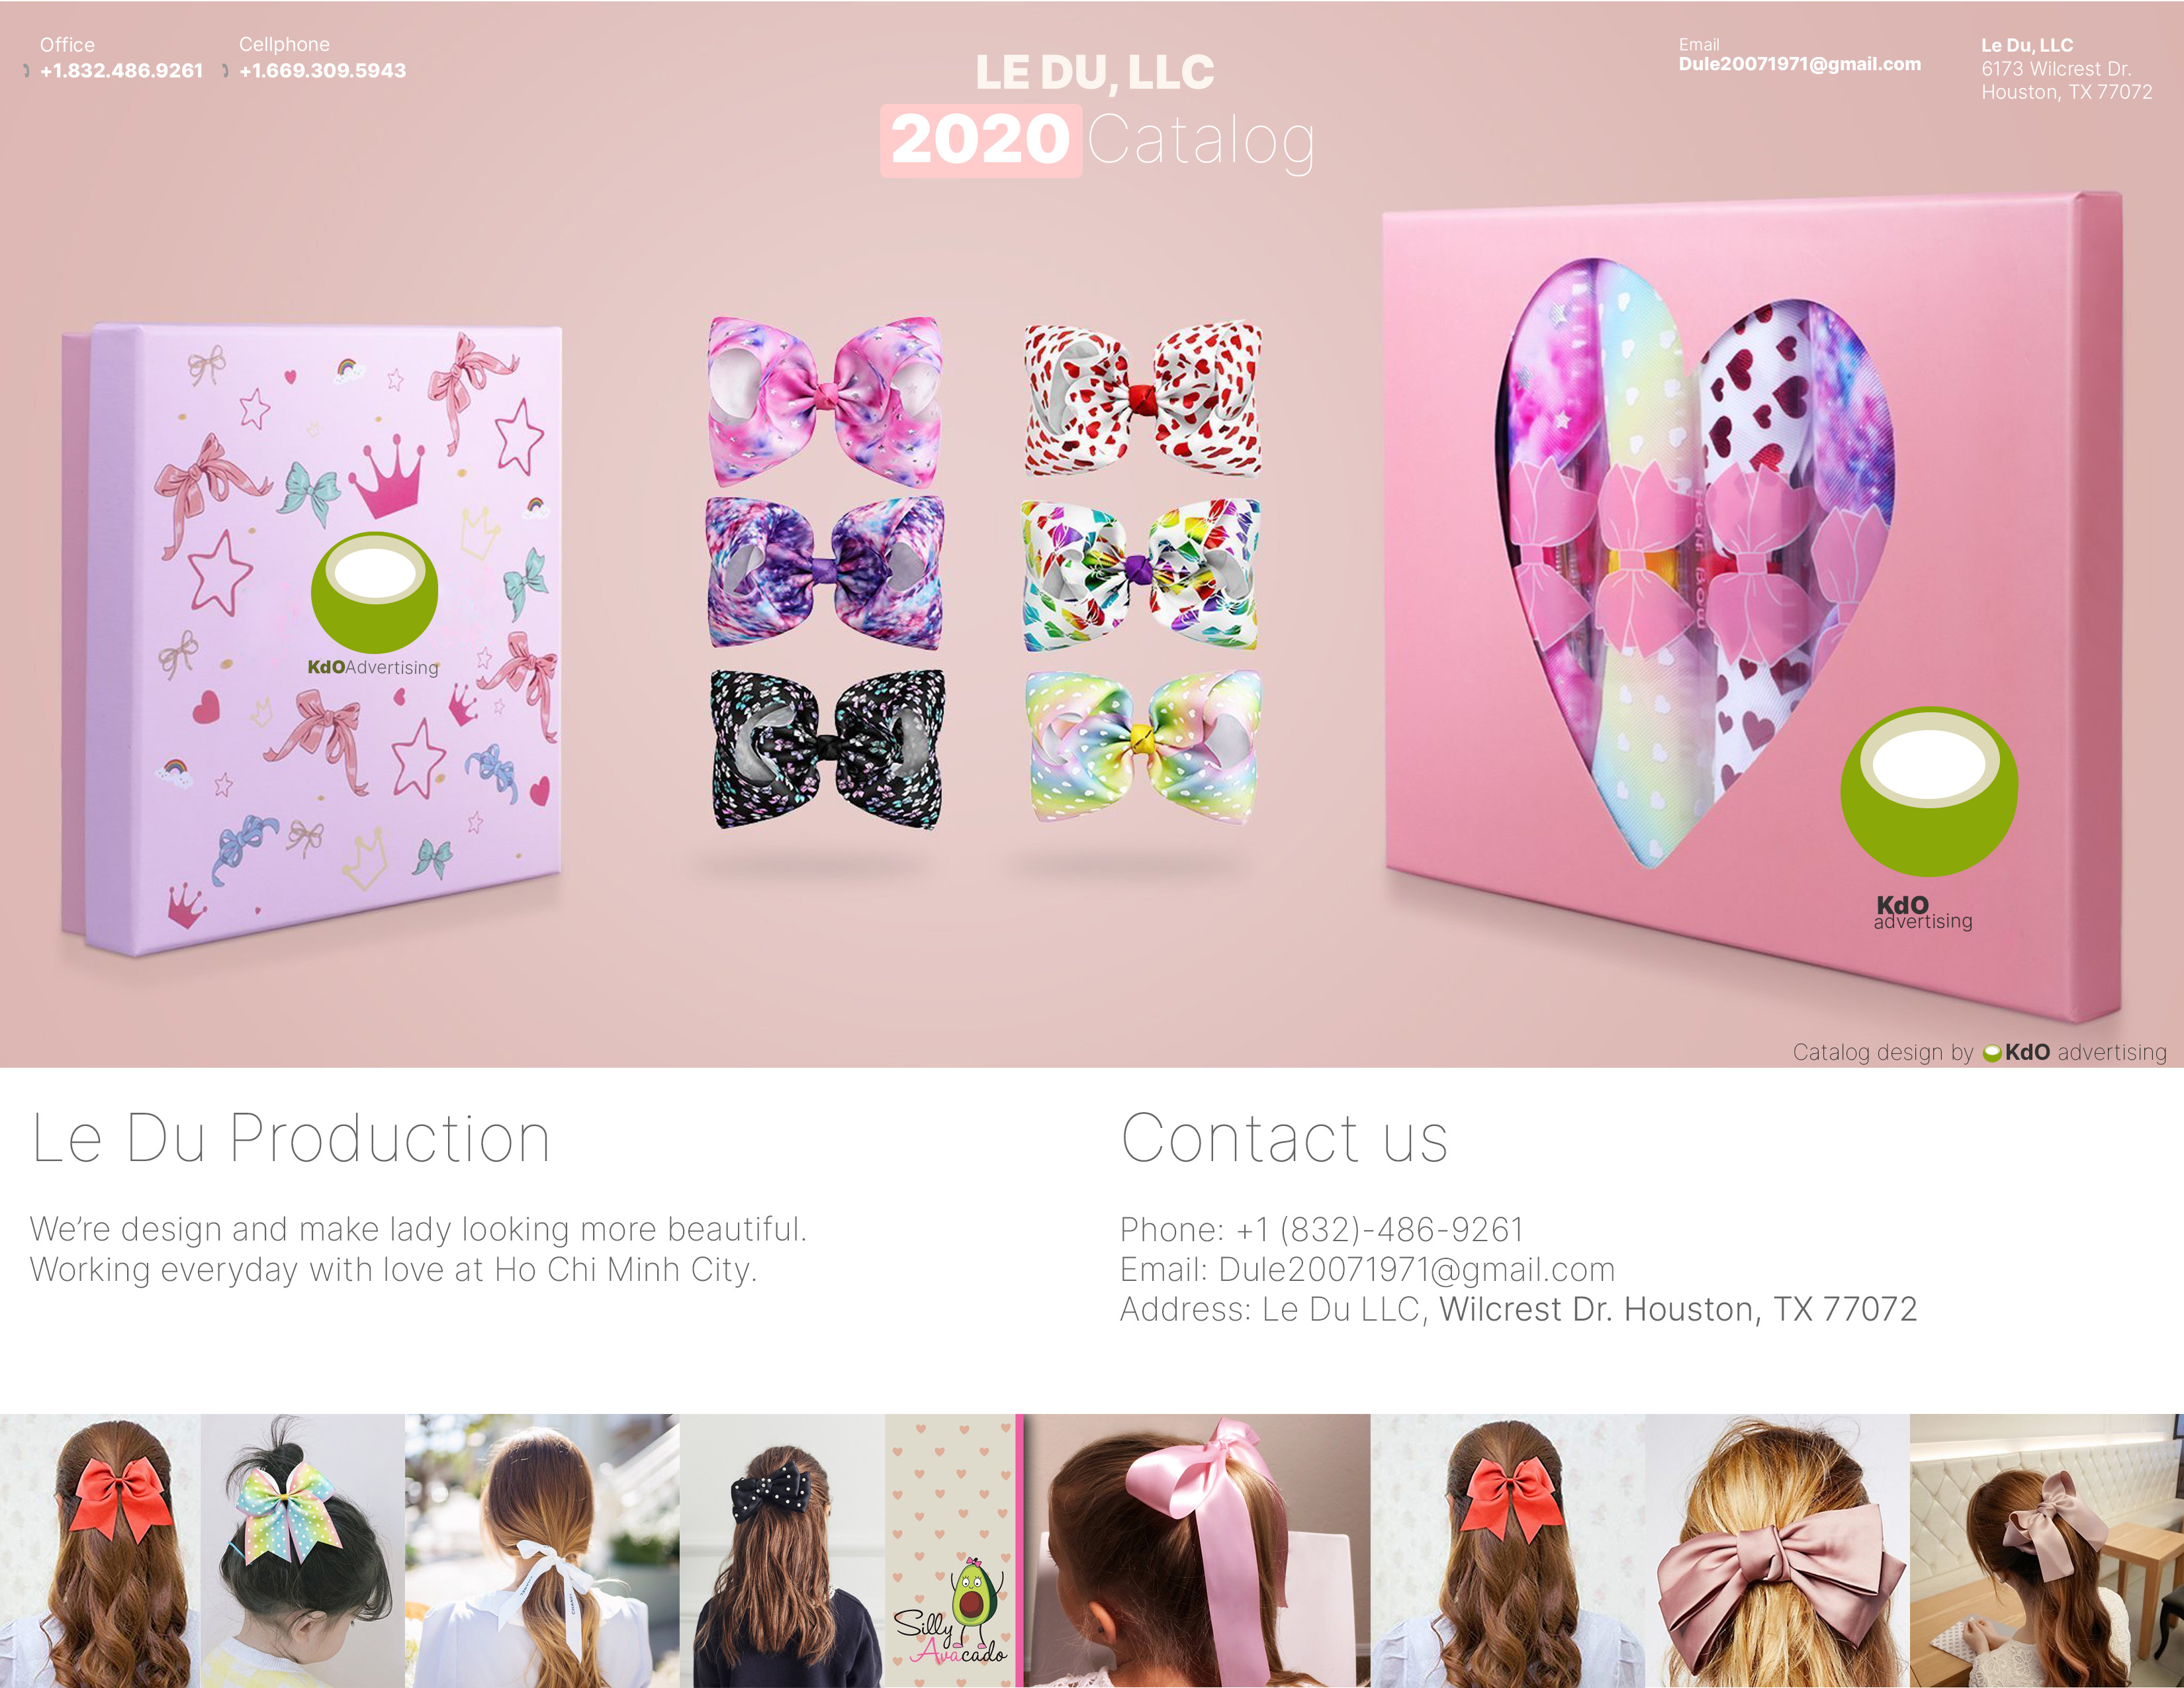 Office
+1.832.486.9261
Cellphone
+1.669.309.5943
LE DU, LLC
2020 Catalog
Email
Dule20071971@gmail.com
Le Du, LLC
6173 Wilcrest Dr.
Houston, TX 77072
KdOAdvertising
KdO
advertising
Catalog design by KdO advertising
Le Du Production
We’re design and make lady looking more beautiful.
Working everyday with love at Ho Chi Minh City.
Contact us
Phone: +1 (832)-486-9261
Email: Dule20071971@gmail.com
Address: Le Du LLC, Wilcrest Dr. Houston, TX 77072
Silly
Avacado